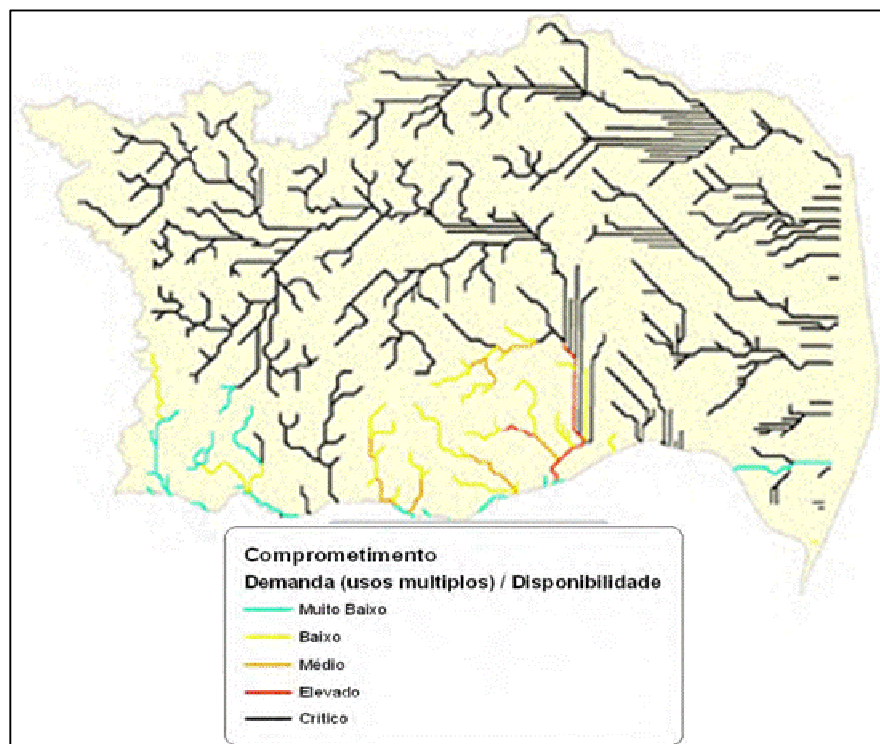 Comprometimento
Demanda (usos multiplos) / Disponibilidade
Muito Baixo
Baixo
Médio
Elevado
Crítico